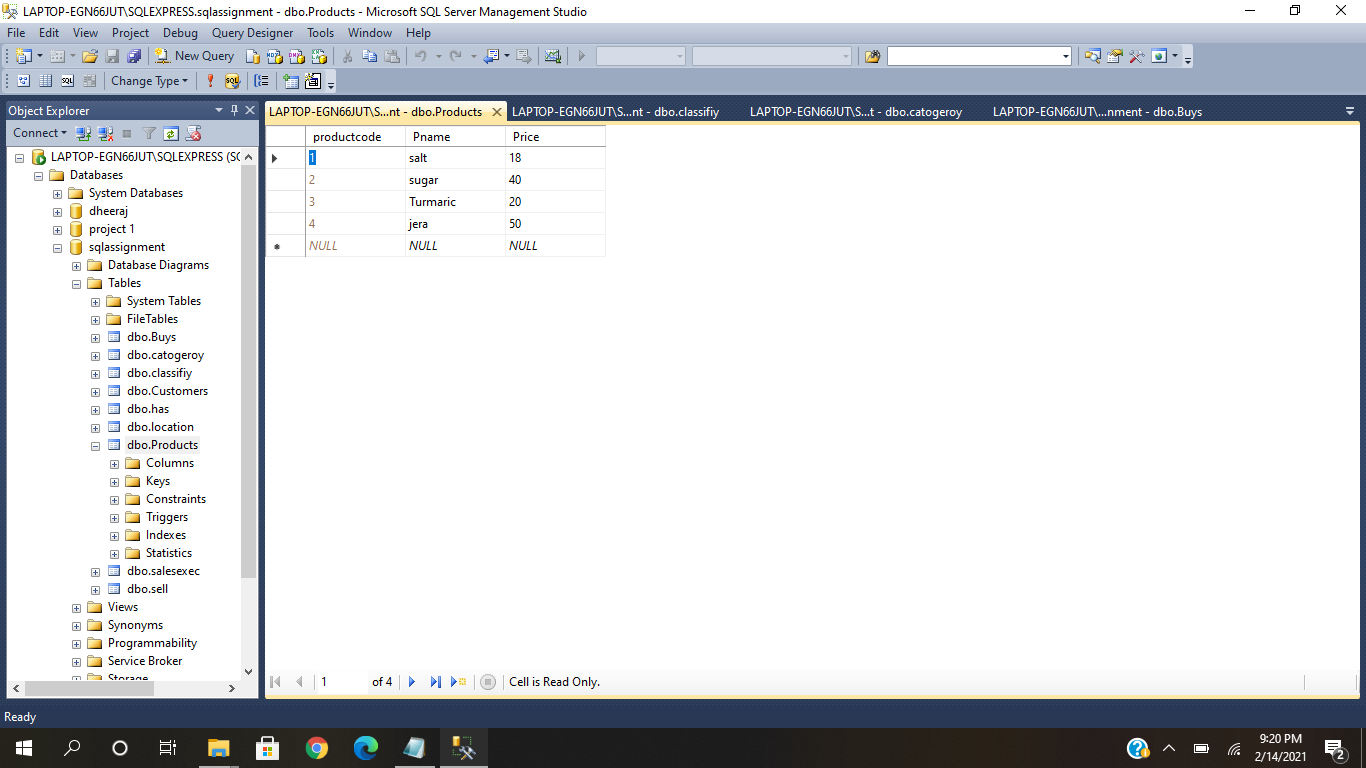 LAPTOP-EGN66JUT\SQLEXPRESS.sqlassignment - dbo.Products - Microsoft SQL Server Management Studio
File Edit View Project Debug Query Designer Tools Window Help
New Query
Change Type
Object Explorer
Connect
LAPTOP-EGN66JUT\SQLEXPRESS (SQ
Databases
System Databases
dheeraj
project 1
sqlassignment
Database Diagrams
Tables
System Tables
FileTables
dbo.Buys
dbo.catogeroy
dbo.classifiy
dbo.Customers
dbo.has
dbo.location
dbo.Products
Columns
Keys
Constraints
Triggers
Indexes
Statistics
dbo.salesexec
dbo.sell
Views
Synonyms
Programmability
Service Broker
Storage
LAPTOP-EGN66JUT\S...nt - dbo.Products LAPTOP-EGN66JUT\S...nt - dbo.classifiy LAPTOP-EGN66JUT\S...t - dbo.catogeroy LAPTOP-EGN66JUT\...nment - dbo.Buys
productcode Pname Price
1 salt 18
2 sugar 40
3 Turmaric 20
4 jera 50
NULL NULL NULL
1 of 4 Cell is Read Only.
Ready
9:20 PM
2/14/2021
2